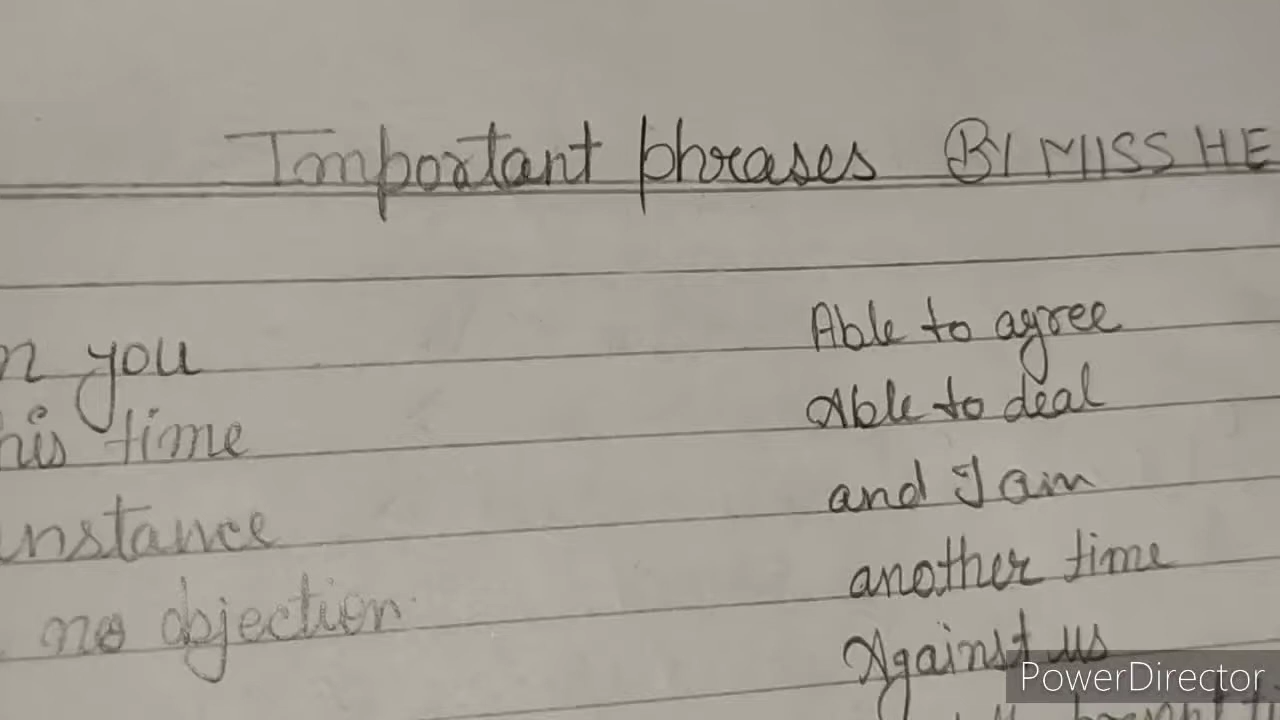 Important phrases BY MISS HE
n you
his time
instance
no objection
Able to agree
Able to deal
and I am
another time
Against us
PowerDirector